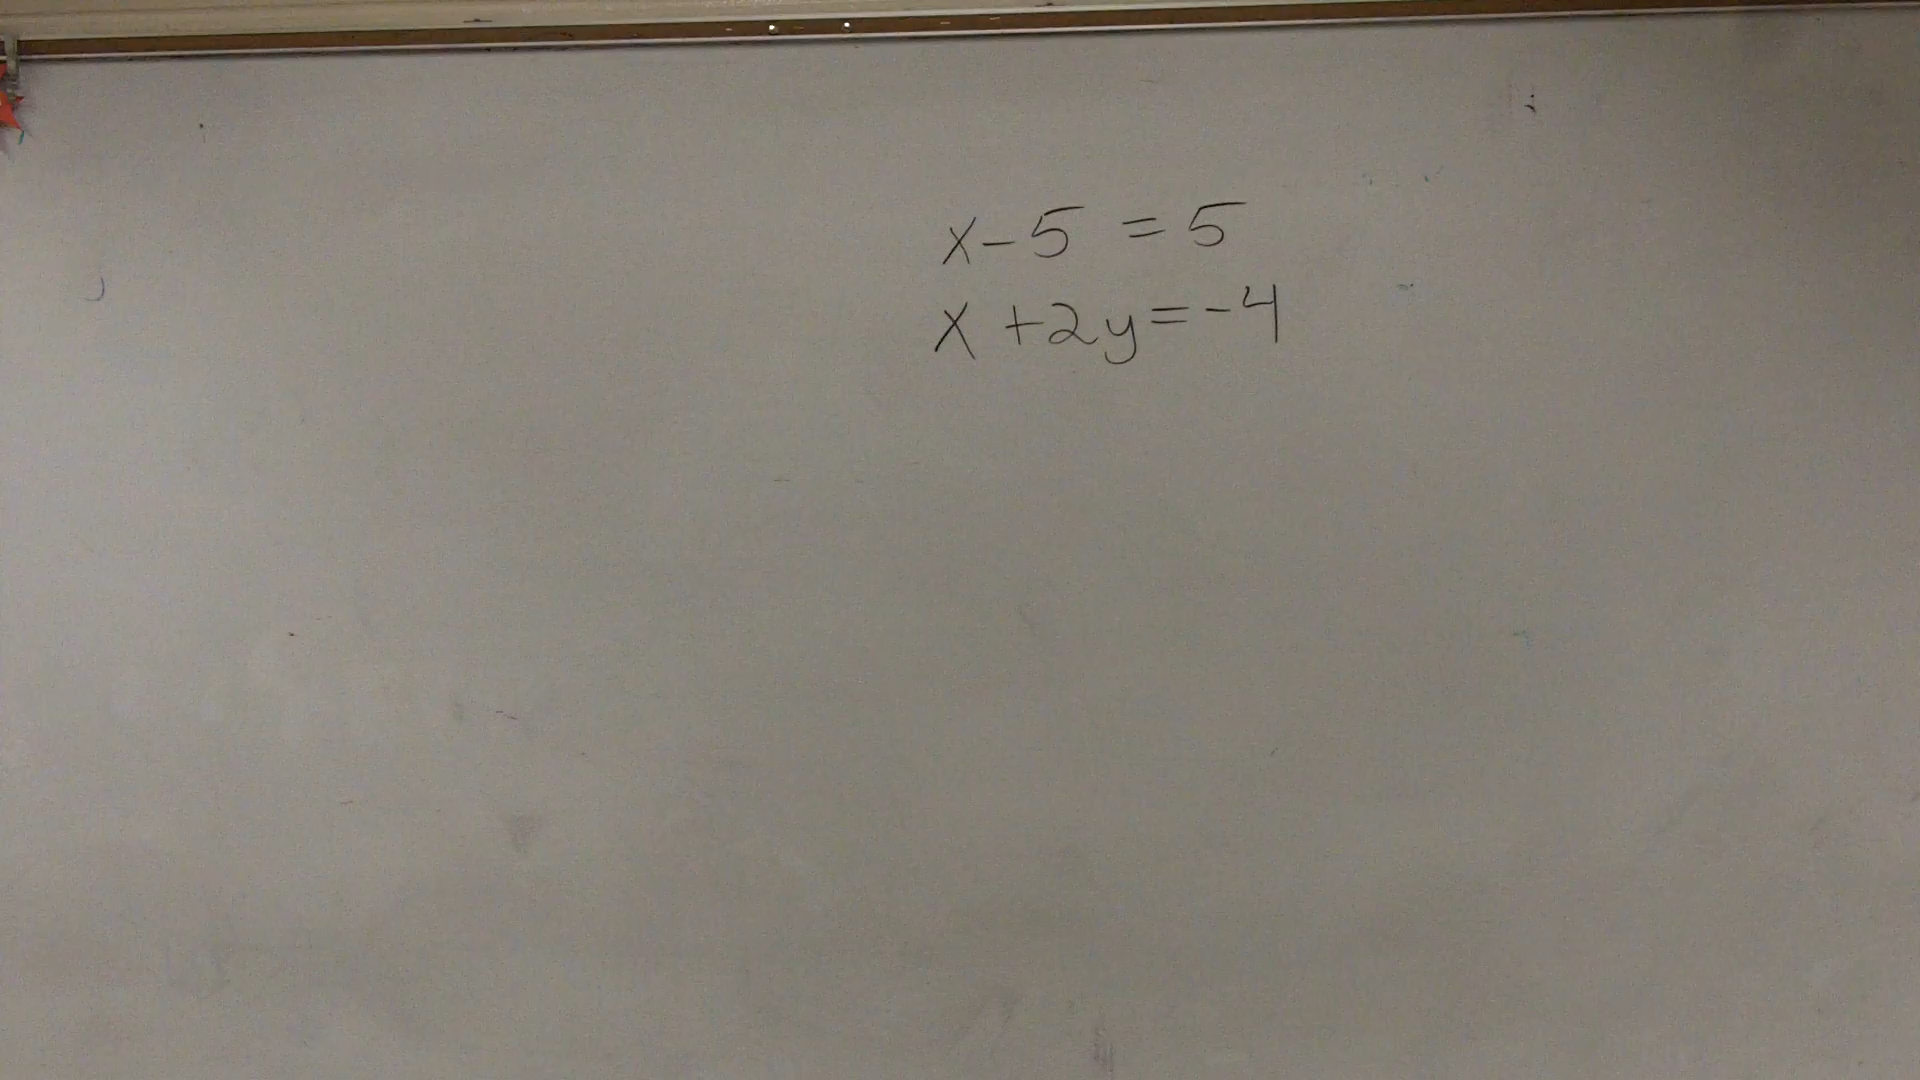 x - 5 = 5
x + 2y = -4